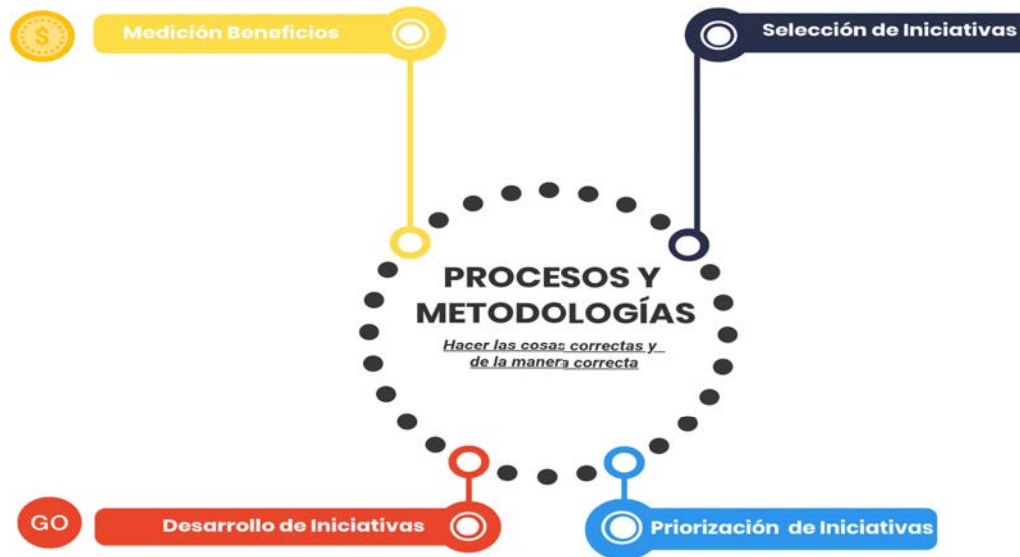 $
Medición Beneficios
Selección de Iniciativas
PROCESOS Y
METODOLOGÍAS
Hacer las cosas correctas y
de la manera correcta
GO
Desarrollo de Iniciativas
Priorización de Iniciativas